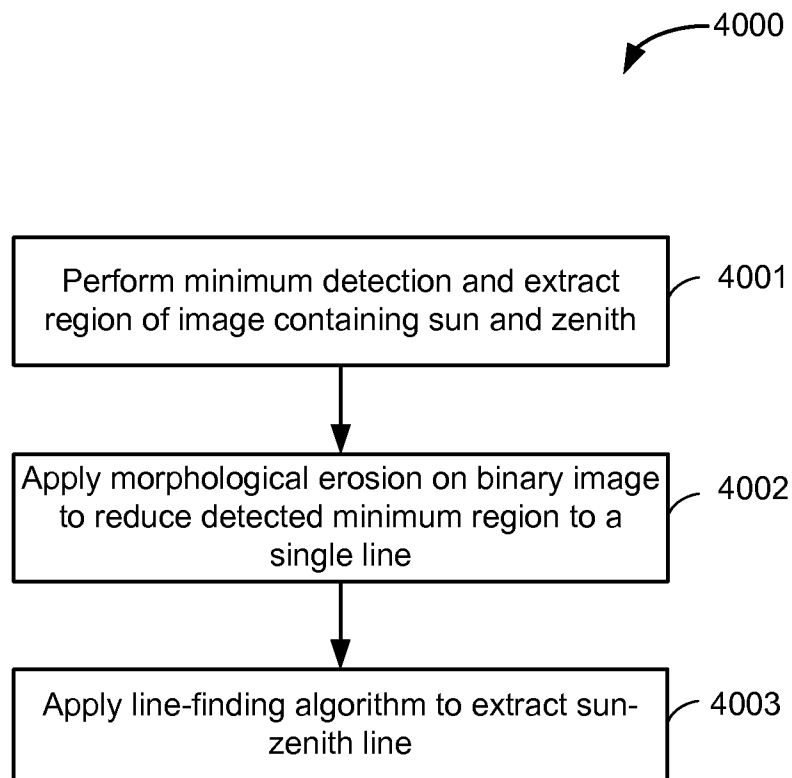 4000
Perform minimum detection and extract
region of image containing sun and zenith
4001
Apply morphological erosion on binary image
to reduce detected minimum region to a
single line
4002
Apply line-finding algorithm to extract sun-
zenith line
4003